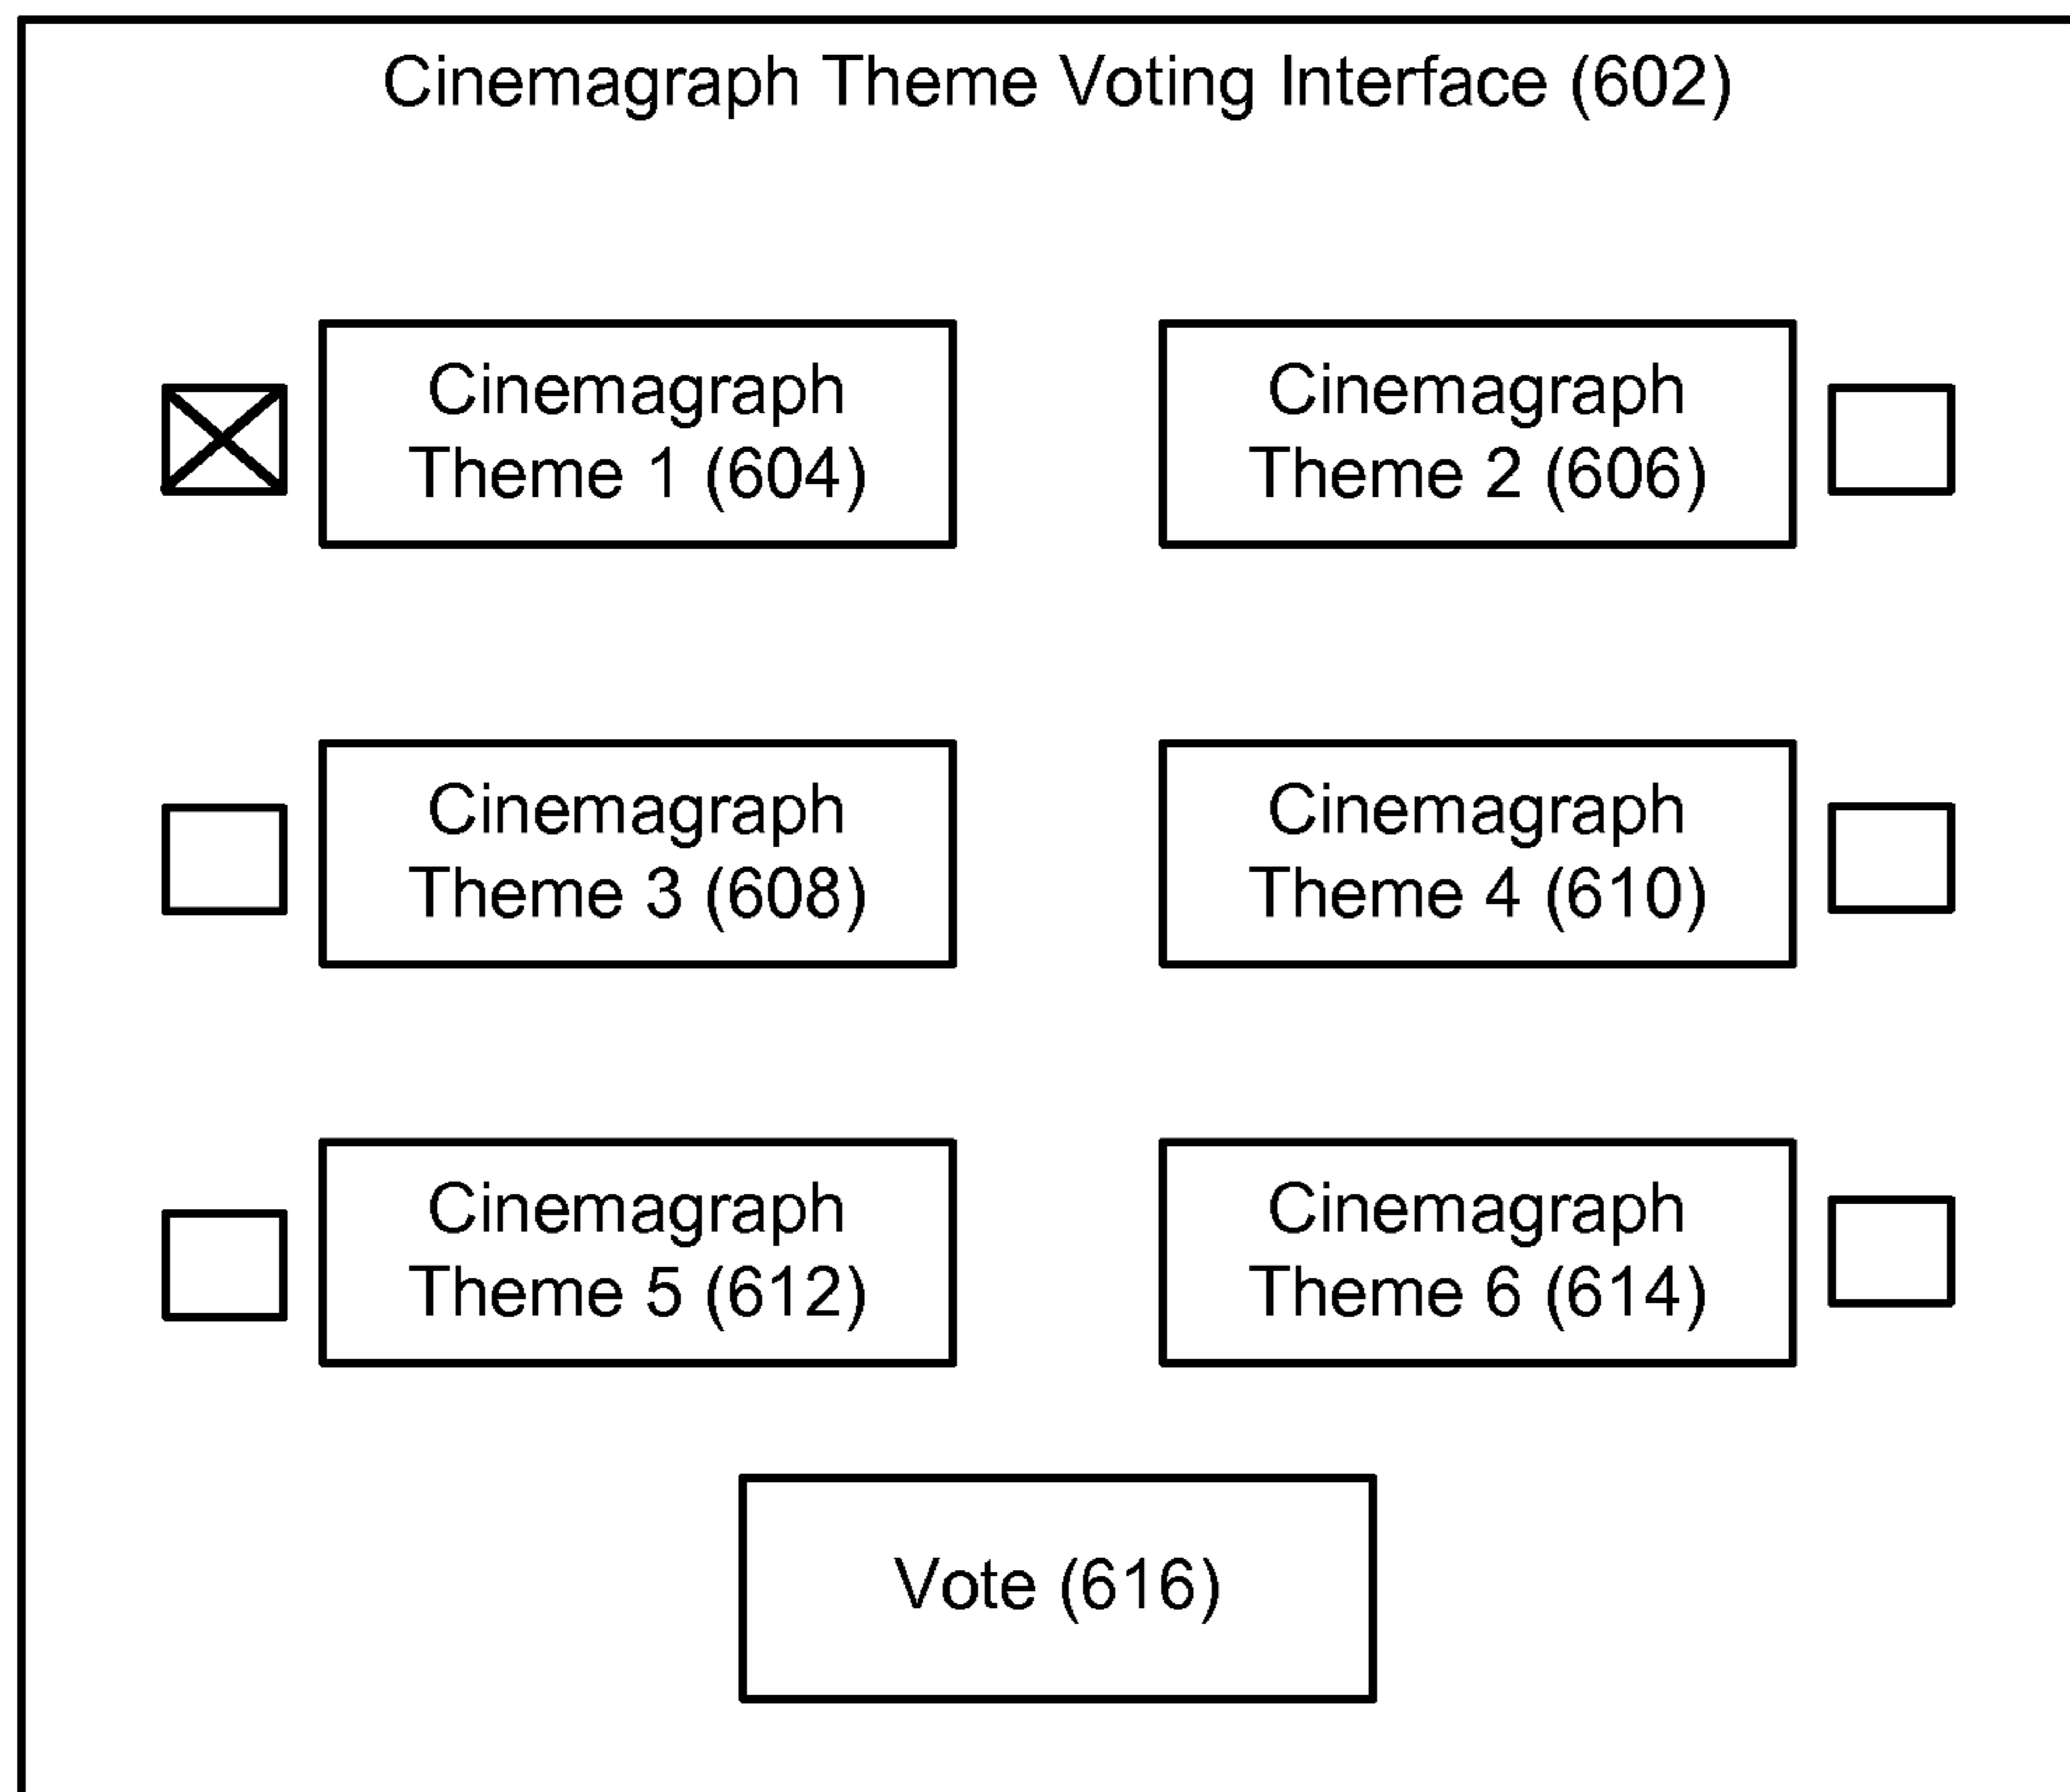 Cinemagraph Theme Voting Interface (602)
Cinemagraph
Theme 1 (604)
Cinemagraph
Theme 2 (606)
Cinemagraph
Theme 3 (608)
Cinemagraph
Theme 4 (610)
Cinemagraph
Theme 5 (612)
Cinemagraph
Theme 6 (614)
Vote (616)